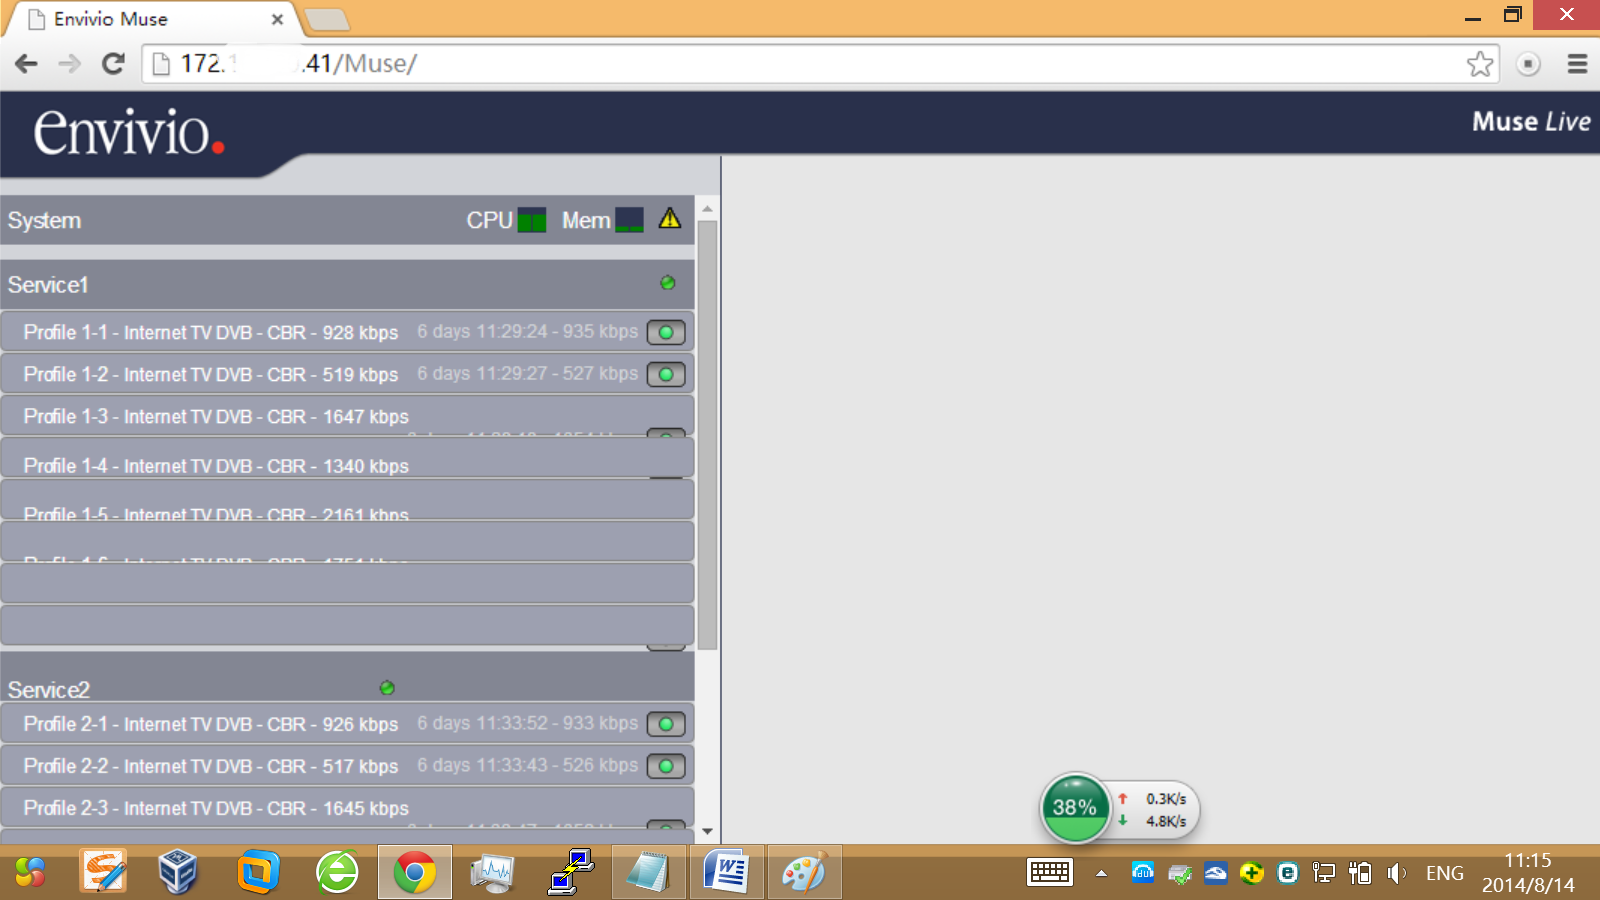 Envivio Muse
172. .41/Muse/
envivio.
Muse Live
System CPU Mem
Service1
Profile 1-1 - Internet TV DVB - CBR - 928 kbps 6 days 11:29:24 - 935 kbps
Profile 1-2 - Internet TV DVB - CBR - 519 kbps 6 days 11:29:27 - 527 kbps
Profile 1-3 - Internet TV DVB - CBR - 1647 kbps
Profile 1-4 - Internet TV DVB - CBR - 1340 kbps
Profile 1-5 - Internet TV DVB - CBR - 2161 kbps
Service2
Profile 2-1 - Internet TV DVB - CBR - 926 kbps 6 days 11:33:52 - 933 kbps
Profile 2-2 - Internet TV DVB - CBR - 517 kbps 6 days 11:33:43 - 526 kbps
Profile 2-3 - Internet TV DVB - CBR - 1645 kbps
38%
0.3K/s
4.8K/s
ENG
11:15
2014/8/14